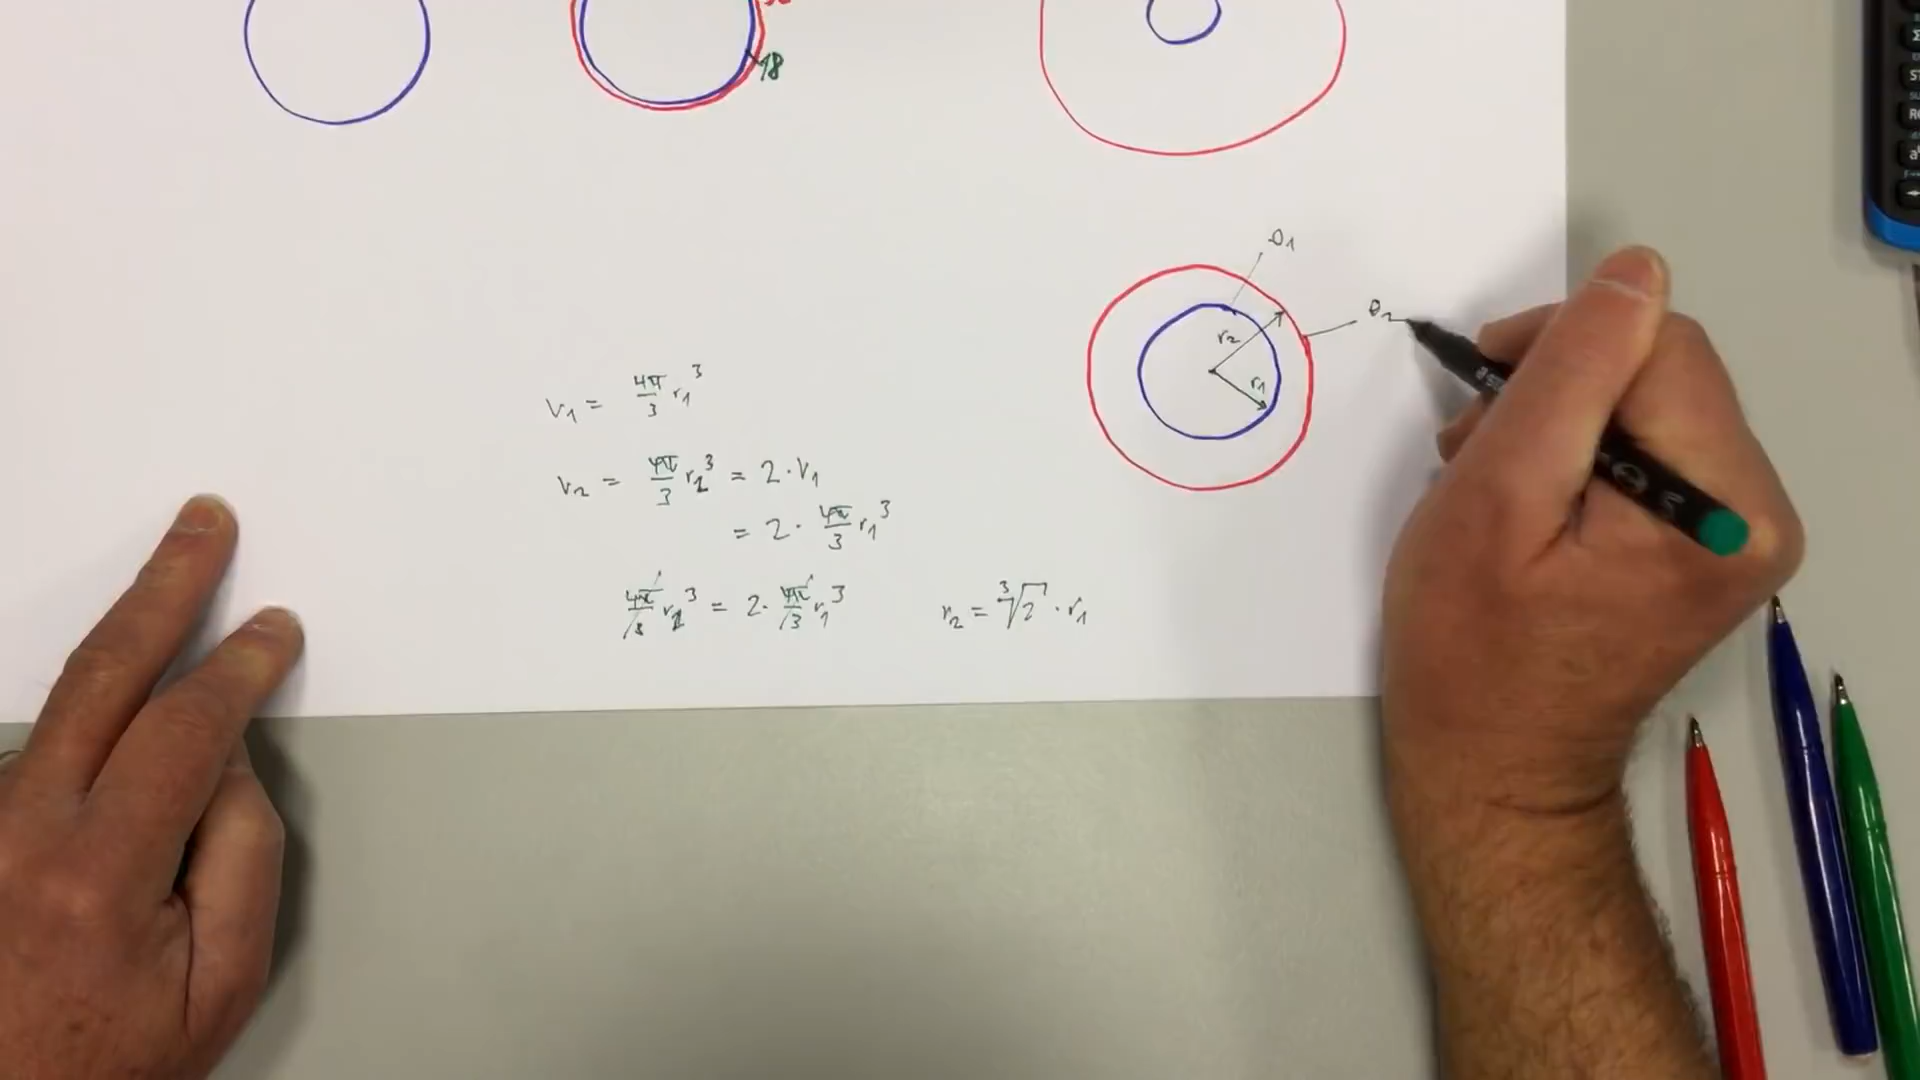 18
O1
O2
r2
r1
V1 = 4π/3 r1³
V2 = 4π/3 r2³ = 2 · V1
= 2 · 4π/3 r1³
4π/3 r2³ = 2 · 4π/3 r1³
r2 = ³√2 · r1